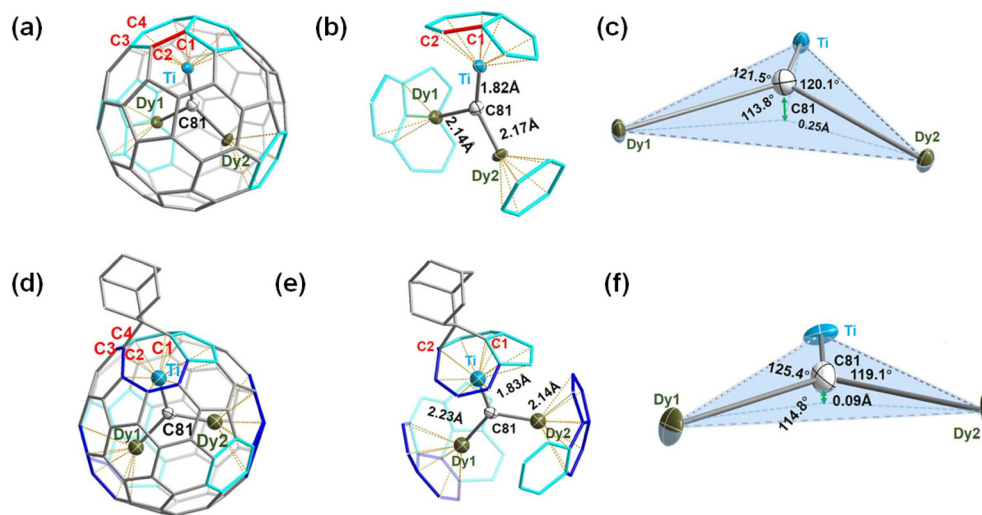 (a)
C4
C3
C1
C2
Ti
Dy1
C81
Dy2
(b)
C2
C1
Ti
1.82Å
Dy1
C81
2.14Å
2.17Å
Dy2
(c)
Ti
121.5°
120.1°
113.8°
C81
0.25Å
Dy1
Dy2
(d)
C4
C3
C2
C1
Ti
C81
Dy2
Dy1
(e)
C2
C1
Ti
1.83Å
2.14Å
2.23Å
C81
Dy2
Dy1
(f)
Ti
C81
125.4°
119.1°
Dy1
0.09Å
114.8°
Dy2